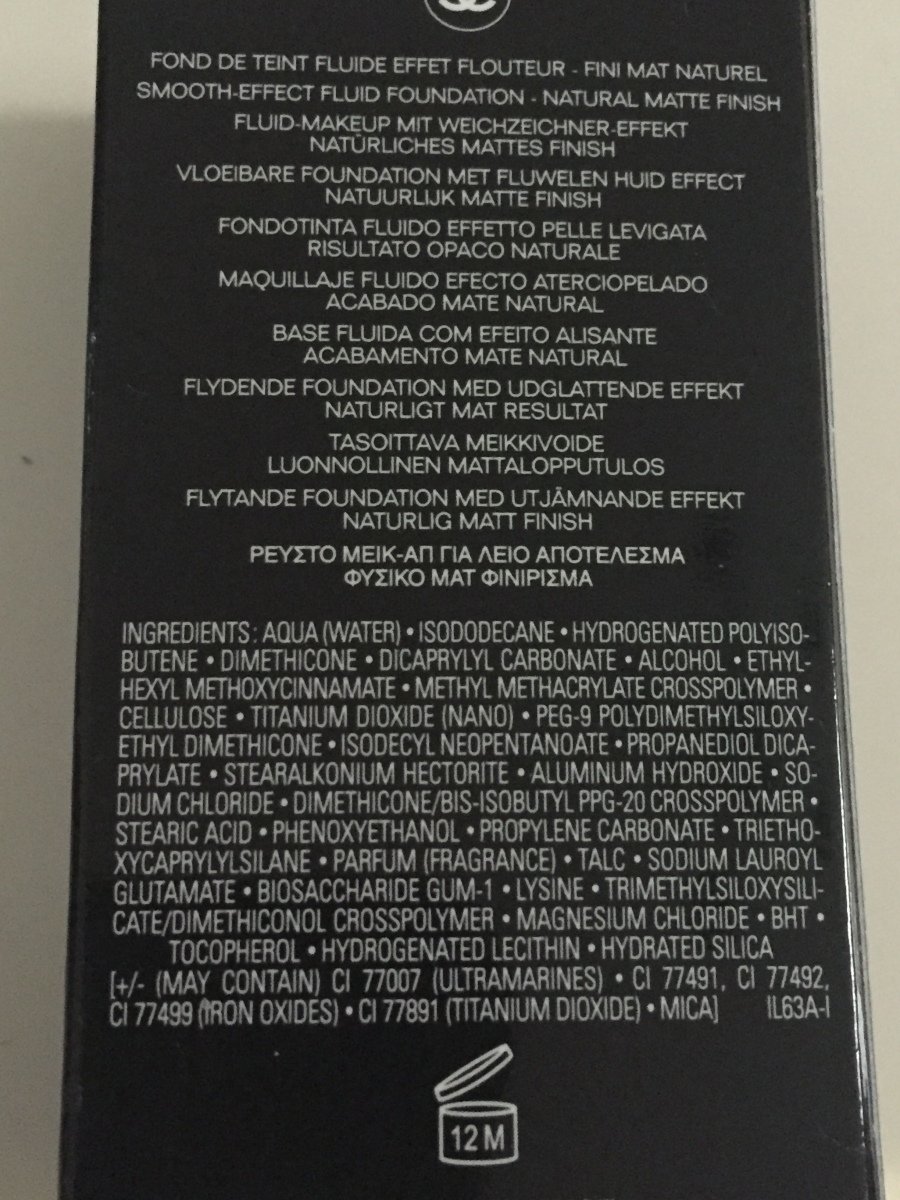 FOND DE TEINT FLUIDE EFFET FLOUTEUR - FINI MAT NATUREL
SMOOTH-EFFECT FLUID FOUNDATION - NATURAL MATTE FINISH
FLUID-MAKEUP MIT WEICHZEICHNER-EFFEKT
NATÜRLICHES MATTES FINISH
VLOEIBARE FOUNDATION MET FLUWELEN HUID EFFECT
NATUURLIJK MATTE FINISH
FONDOTINTA FLUIDO EFFETTO PELLE LEVIGATA
RISULTATO OPACO NATURALE
MAQUILLAJE FLUIDO EFECTO ATERCIOPELADO
ACABADO MATE NATURAL
BASE FLUIDA COM EFEITO ALISANTE
ACABAMENTO MATE NATURAL
FLYDENDE FOUNDATION MED UDGLATTENDE EFFEKT
NATURLIGT MAT RESULTAT
TASOITTAVA MEIKKIVOIDE
LUONNOLLINEN MATTALOPPUTULOS
FLYTANDE FOUNDATION MED UTJÄMNANDE EFFEKT
NATURLIG MATT FINISH
ΡΕΥΣΤΟ ΜΕΙΚ-ΑΠ ΓΙΑ ΛΕΙΟ ΑΠΟΤΕΛΕΣΜΑ
ΦΥΣΙΚΟ ΜΑΤ ΦΙΝΙΡΙΣΜΑ
INGREDIENTS: AQUA (WATER) • ISODODECANE • HYDROGENATED POLYISO-
BUTENE • DIMETHICONE • DICAPRYLYL CARBONATE • ALCOHOL • ETHYL-
HEXYL METHOXYCINNAMATE • METHYL METHACRYLATE CROSSPOLYMER •
CELLULOSE • TITANIUM DIOXIDE (NANO) • PEG-9 POLYDIMETHYLSILOXY-
ETHYL DIMETHICONE • ISODECYL NEOPENTANOATE • PROPANEDIOL DICA-
PRYLATE • STEARALKONIUM HECTORITE • ALUMINUM HYDROXIDE • SO-
DIUM CHLORIDE • DIMETHICONE/BIS-ISOBUTYL PPG-20 CROSSPOLYMER •
STEARIC ACID • PHENOXYETHANOL • PROPYLENE CARBONATE • TRIETHO-
XYCAPRYLYLSILANE • PARFUM (FRAGRANCE) • TALC • SODIUM LAUROYL
GLUTAMATE • BIOSACCHARIDE GUM-1 • LYSINE • TRIMETHYLSILOXYSILI-
CATE/DIMETHICONOL CROSSPOLYMER • MAGNESIUM CHLORIDE • BHT •
TOCOPHEROL • HYDROGENATED LECITHIN • HYDRATED SILICA
[+/- (MAY CONTAIN) CI 77007 (ULTRAMARINES) • CI 77491, CI 77492,
CI 77499 (IRON OXIDES) • CI 77891 (TITANIUM DIOXIDE) • MICA] IL63A-I
12 M